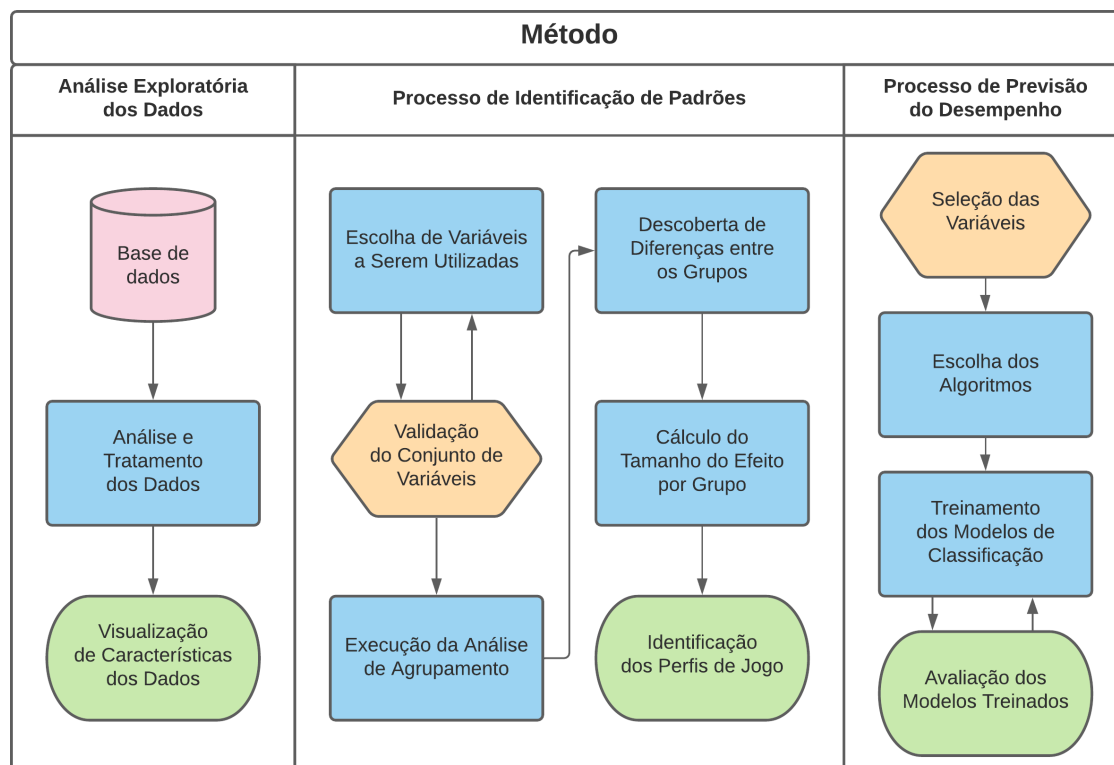 Método
Análise Exploratória
dos Dados
Processo de Identificação de Padrões
Processo de Previsão
do Desempenho
Base de
dados
Análise e
Tratamento
dos Dados
Visualização
de Características
dos Dados
Escolha de Variáveis
a Serem Utilizadas
Validação
do Conjunto de
Variáveis
Execução da Análise
de Agrupamento
Descoberta de
Diferenças entre
os Grupos
Cálculo do
Tamanho do Efeito
por Grupo
Identificação
dos Perfis de Jogo
Seleção das
Variáveis
Escolha dos
Algoritmos
Treinamento
dos Modelos de
Classificação
Avaliação dos
Modelos Treinados